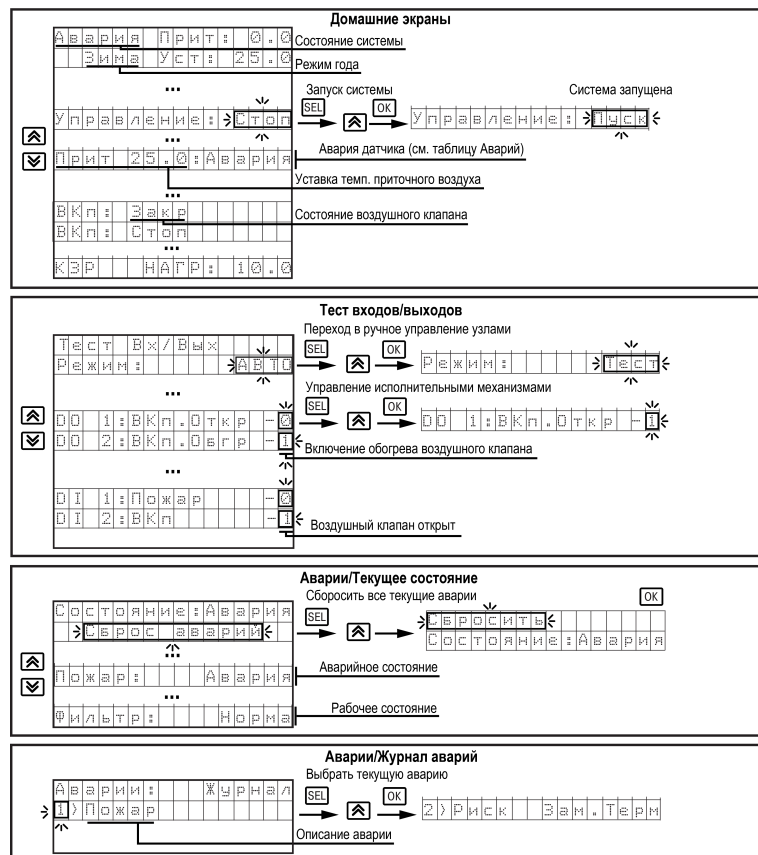 Домашние экраны
Авария Прит: 0.0
Состояние системы
Зима Уст: 25.0
Режим года
...
Запуск системы
Система запущена
Управление: Стоп
SEL
OK
Управление: Пуск
...
Прит 25.0:Авария
Авария датчика (см. таблицу Аварий)
Уставка темп. приточного воздуха
...
ВКп: Закр
Состояние воздушного клапана
ВКп: Стоп
...
КЗР НАГР: 10.0
Тест входов/выходов
Переход в ручное управление узлами
Тест Вх/Вых
Режим: АВТО
SEL
OK
Режим: Тест
...
Управление исполнительными механизмами
DO 1:ВКп.Откр -0
SEL
OK
DO 1:ВКп.Откр -1
DO 2:ВКп.Обгр -1
Включение обогрева воздушного клапана
...
DI 1:Пожар -0
DI 2:ВКп -1
Воздушный клапан открыт
Аварии/Текущее состояние
Сбросить все текущие аварии
OK
Состояние:Авария
SEL
Сбросить
Сброс аварий
Состояние:Авария
...
Пожар: Авария
Аварийное состояние
...
Фильтр: Норма
Рабочее состояние
Аварии/Журнал аварий
Выбрать текущую аварию
Аварии: Журнал
SEL
OK
1) Пожар
2)Риск Зам.Терм
Описание аварии